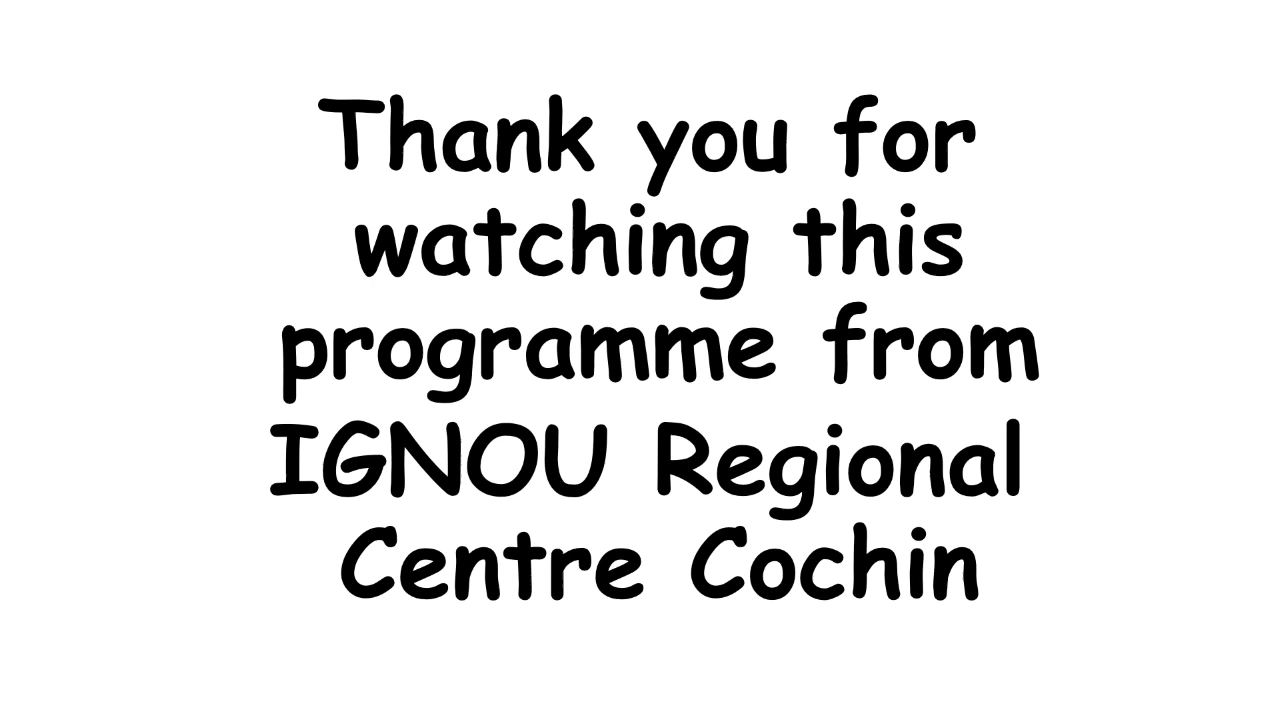 Thank you for
watching this
programme from
IGNOU Regional
Centre Cochin